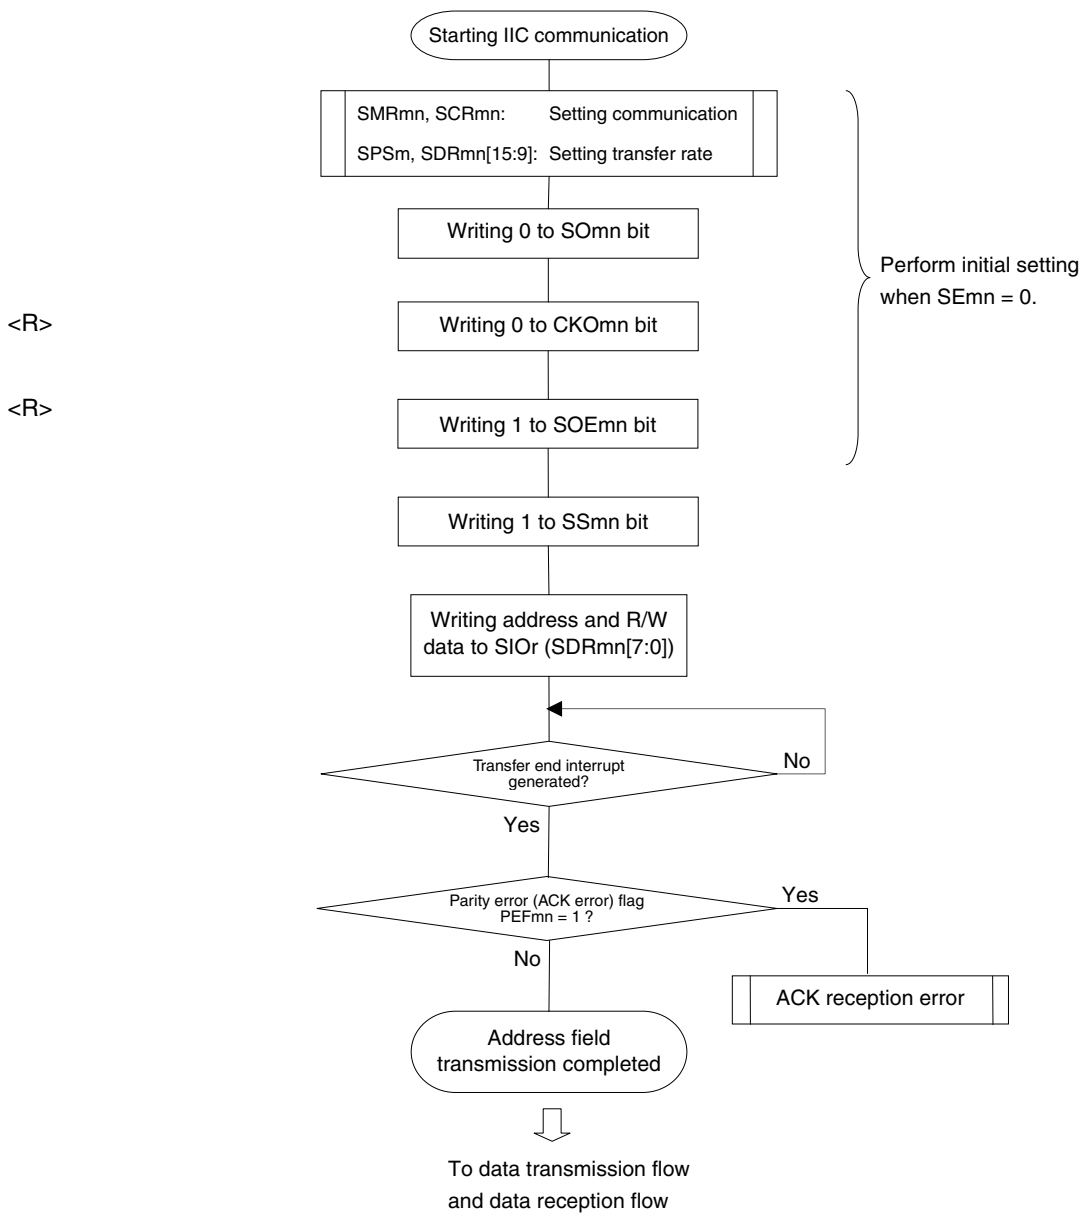 Starting IIC communication
SMRmn, SCRmn: Setting communication
SPSm, SDRmn[15:9]: Setting transfer rate
Writing 0 to SOmn bit
Perform initial setting
when SEmn = 0.
<R>
Writing 0 to CKOmn bit
<R>
Writing 1 to SOEmn bit
Writing 1 to SSmn bit
Writing address and R/W
data to SIOr (SDRmn[7:0])
Transfer end interrupt
generated?
No
Yes
Parity error (ACK error) flag
PEFmn = 1 ?
Yes
No
ACK reception error
Address field
transmission completed
To data transmission flow
and data reception flow